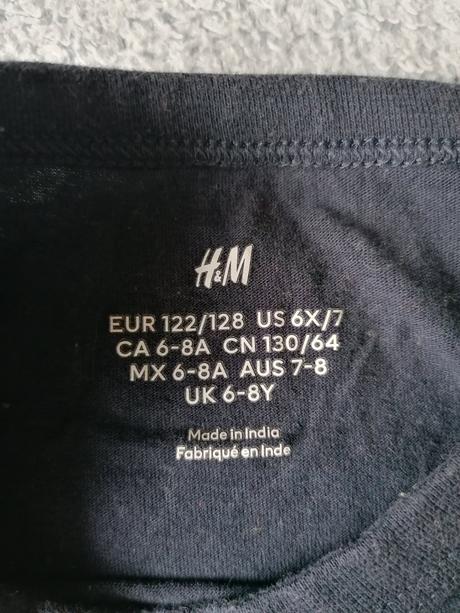 H&M
EUR 122/128 US 6X/7
CA 6-8A CN 130/64
MX 6-8A AUS 7-8
UK 6-8Y
Made in India
Fabriqué en Inde